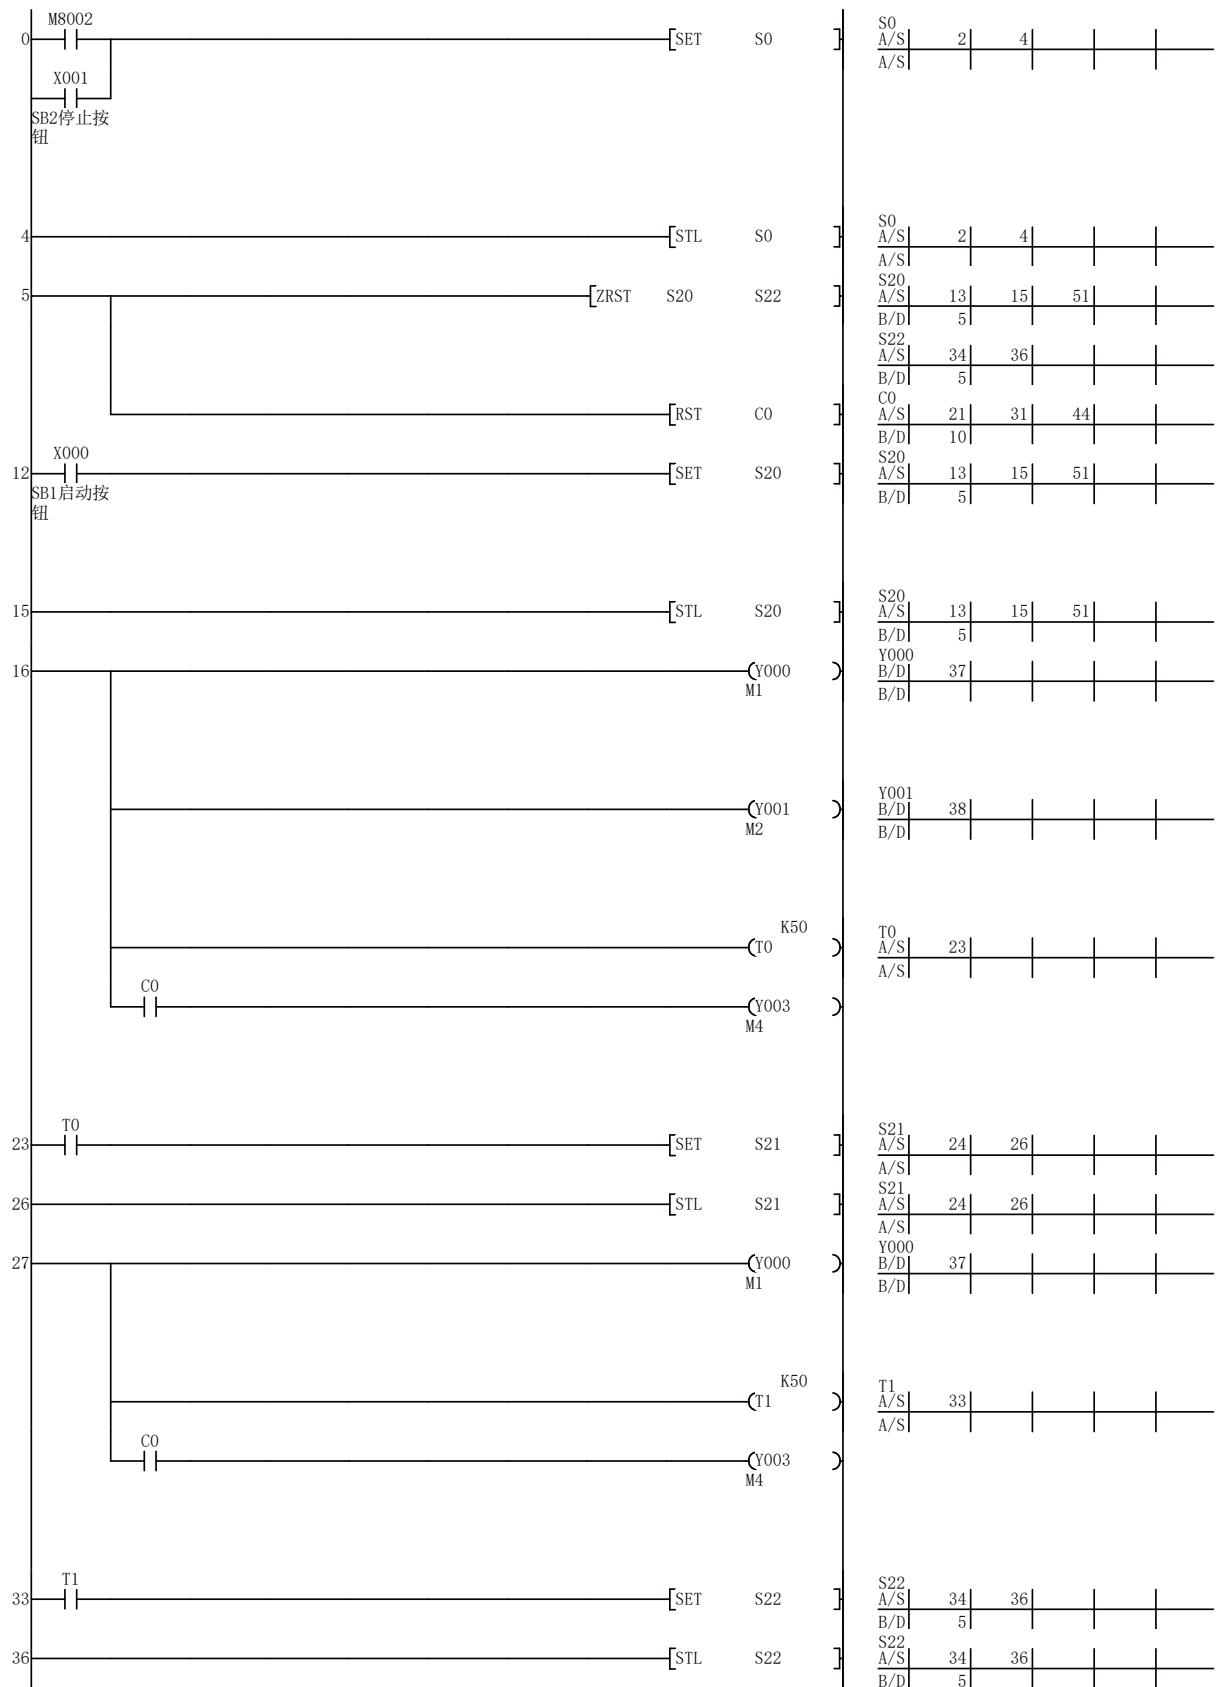 M8002
0 SET S0
X001
SB2停止按
钮
S0
A/S 2 4
A/S
4 STL S0
S0
A/S 2 4
A/S
5 ZRST S20 S22
S20
A/S 13 15 51
B/D 5
S22
A/S 34 36
B/D 5
RST C0
C0
A/S 21 31 44
B/D 10
X000
12 SET S20
SB1启动按
钮
S20
A/S 13 15 51
B/D 5
15 STL S20
S20
A/S 13 15 51
B/D 5
16 Y000
M1
Y000
B/D 37
B/D
Y001
M2
Y001
B/D 38
B/D
K50
T0
T0
A/S 23
A/S
C0
Y003
M4
T0
23 SET S21
S21
A/S 24 26
A/S
26 STL S21
S21
A/S 24 26
A/S
27 Y000
M1
Y000
B/D 37
B/D
K50
T1
T1
A/S 33
A/S
C0
Y003
M4
T1
33 SET S22
S22
A/S 34 36
B/D 5
36 STL S22
S22
A/S 34 36
B/D 5